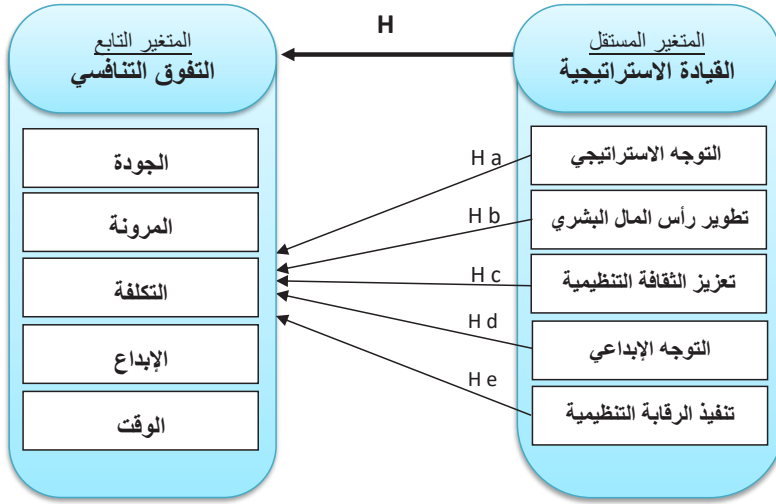 المتغير المستقل
القيادة الاستراتيجية
التوجه الاستراتيجي
تطوير رأس المال البشري
تعزيز الثقافة التنظيمية
التوجه الإبداعي
تنفيذ الرقابة التنظيمية
H
H a
H b
H c
H d
H e
المتغير التابع
التفوق التنافسي
الجودة
المرونة
التكلفة
الإبداع
الوقت